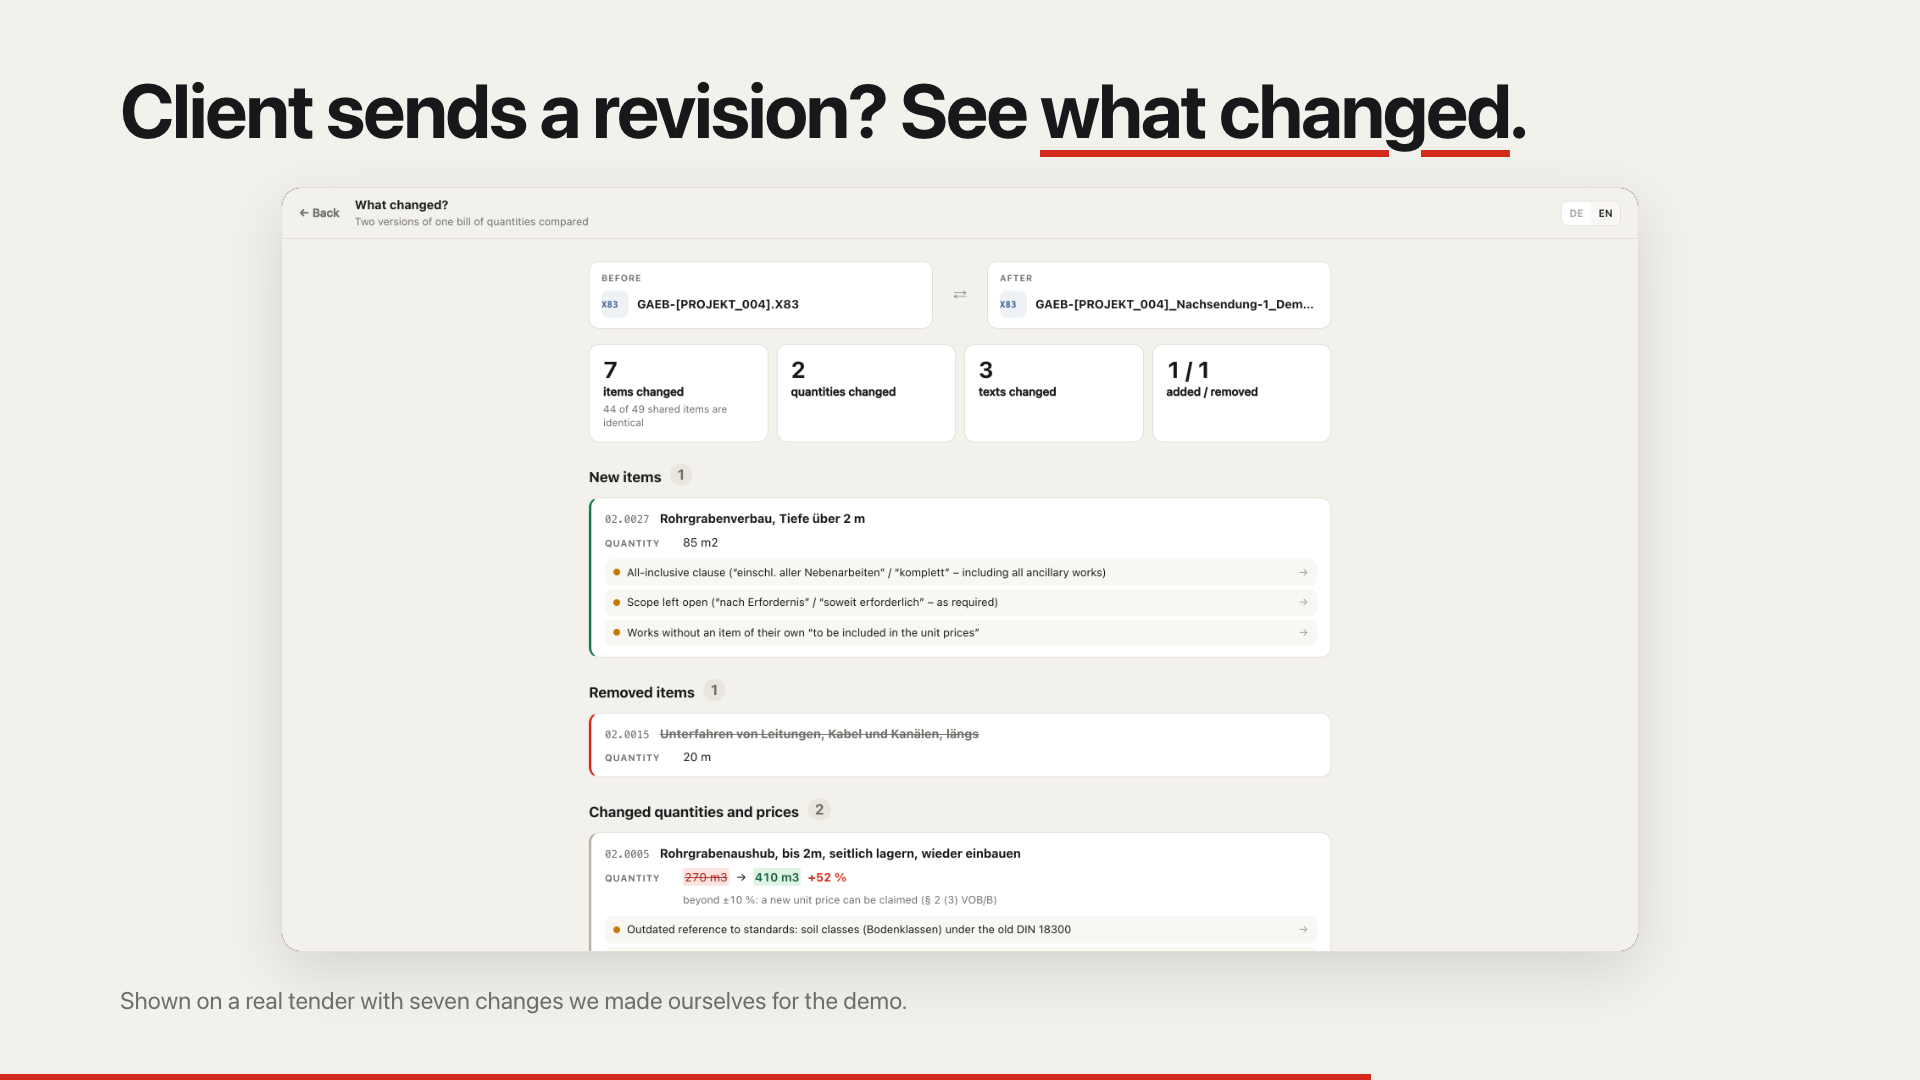 Client sends a revision? See what changed.
← Back
What changed?
Two versions of one bill of quantities compared
DE EN
BEFORE
X83 GAEB-[PROJEKT_004].X83
⇄
AFTER
X83 GAEB-[PROJEKT_004]_Nachsendung-1_Dem...
7
items changed
44 of 49 shared items are
identical
2
quantities changed
3
texts changed
1 / 1
added / removed
New items 1
02.0027 Rohrgrabenverbau, Tiefe über 2 m
QUANTITY 85 m2
All-inclusive clause (“einschl. aller Nebenarbeiten” / “komplett” – including all ancillary works) →
Scope left open (“nach Erfordernis” / “soweit erforderlich” – as required) →
Works without an item of their own “to be included in the unit prices” →
Removed items 1
02.0015 Unterfahren von Leitungen, Kabel und Kanälen, längs
QUANTITY 20 m
Changed quantities and prices 2
02.0005 Rohrgrabenaushub, bis 2m, seitlich lagern, wieder einbauen
QUANTITY 270 m3 → 410 m3 +52 %
beyond ±10 %: a new unit price can be claimed (§ 2 (3) VOB/B)
Outdated reference to standards: soil classes (Bodenklassen) under the old DIN 18300 →
Shown on a real tender with seven changes we made ourselves for the demo.